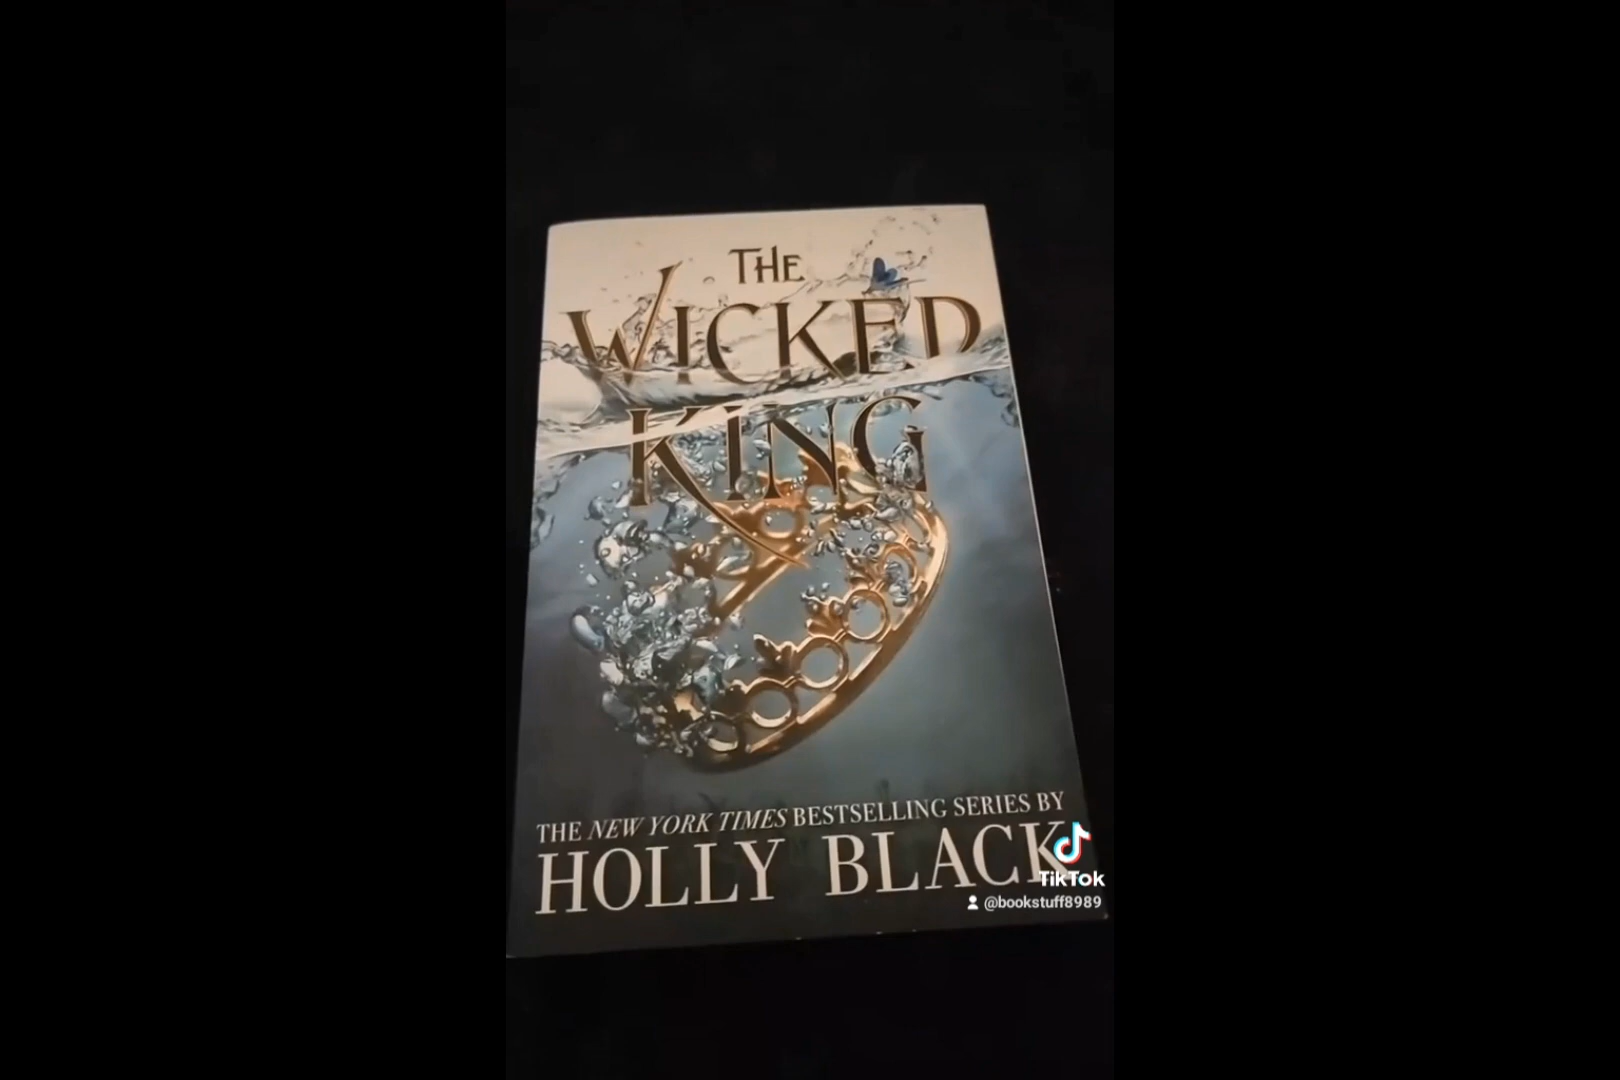 THE
WICKED
KING
THE NEW YORK TIMES BESTSELLING SERIES BY
HOLLY BLACK
TikTok
@bookstuff8989